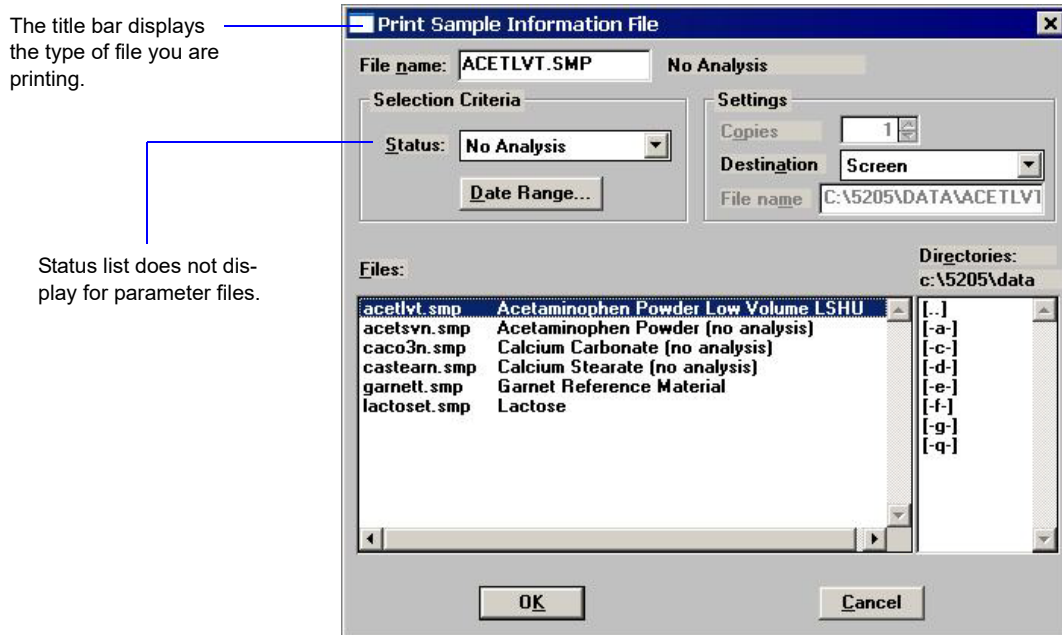 The title bar displays
the type of file you are
printing.
Print Sample Information File
File name: ACETLVT.SMP No Analysis
Selection Criteria
Status: No Analysis
Date Range...
Settings
Copies 1
Destination Screen
File name C:\5205\DATA\ACETLVT
Status list does not dis-
play for parameter files.
Files:
acetlvt.smp Acetaminophen Powder Low Volume LSHU
acetsvn.smp Acetaminophen Powder (no analysis)
caco3n.smp Calcium Carbonate (no analysis)
castearn.smp Calcium Stearate (no analysis)
garnett.smp Garnet Reference Material
lactoset.smp Lactose
Directories:
c:\5205\data
[..]
[-a-]
[-c-]
[-d-]
[-e-]
[-f-]
[-g-]
[-q-]
OK
Cancel